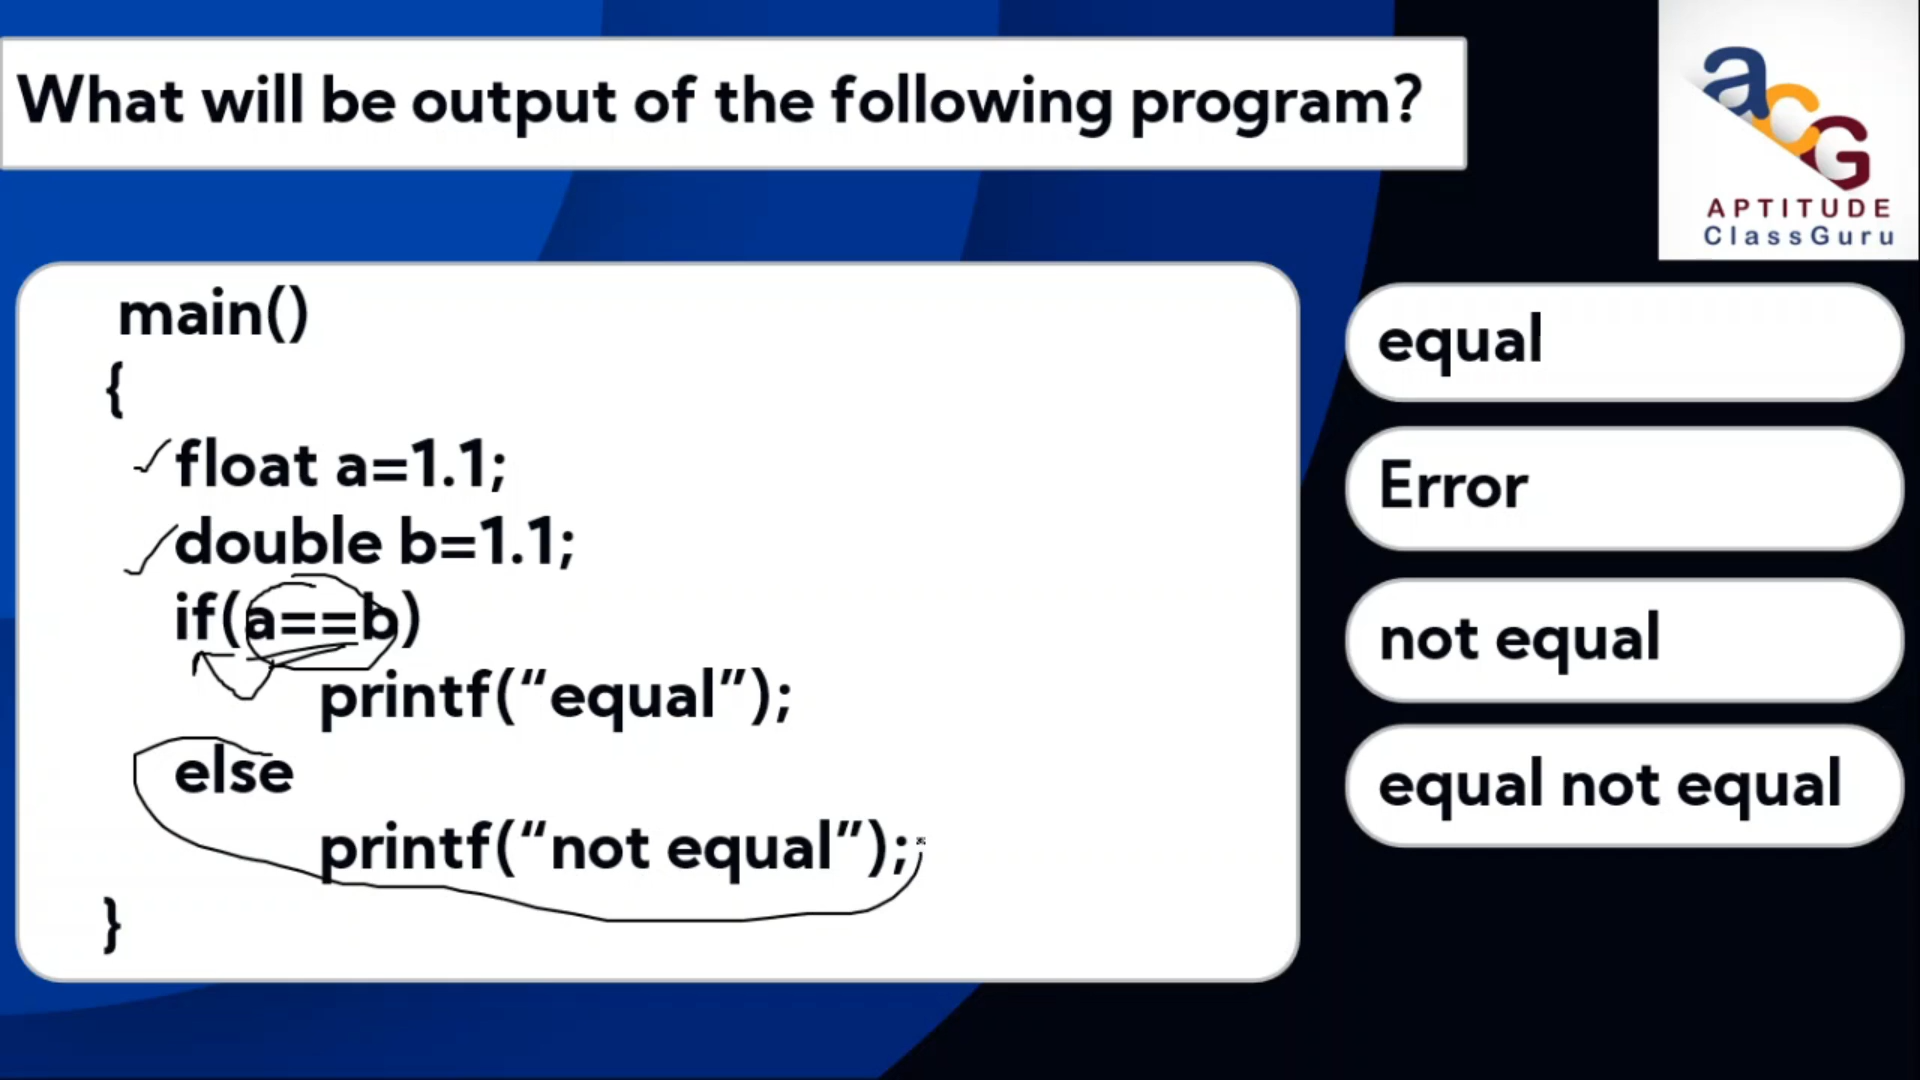 What will be output of the following program?
aCG
APTITUDE
ClassGuru
main()
{
float a=1.1;
double b=1.1;
if(a==b)
printf(“equal”);
else
printf(“not equal”);
}
equal
Error
not equal
equal not equal